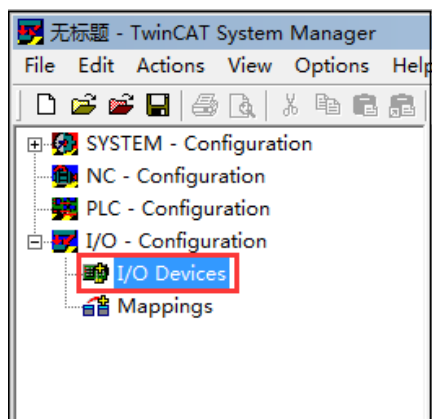 无标题 - TwinCAT System Manager
File Edit Actions View Options Help
SYSTEM - Configuration
NC - Configuration
PLC - Configuration
I/O - Configuration
I/O Devices
Mappings